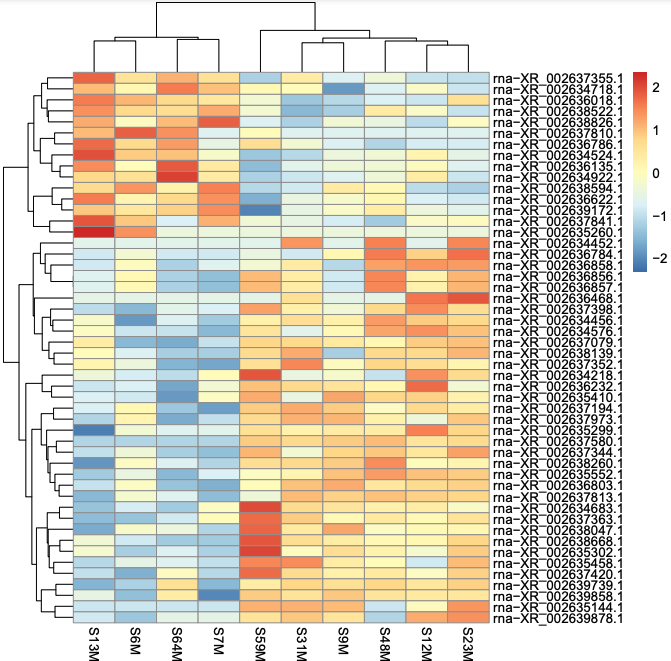 rna-XR_002637355.1
rna-XR_002634718.1
rna-XR_002636018.1
rna-XR_002638522.1
rna-XR_002638826.1
rna-XR_002637810.1
rna-XR_002636786.1
rna-XR_002634524.1
rna-XR_002636135.1
rna-XR_002634922.1
rna-XR_002638594.1
rna-XR_002636622.1
rna-XR_002639172.1
rna-XR_002637841.1
rna-XR_002635260.1
rna-XR_002634452.1
rna-XR_002636784.1
rna-XR_002636858.1
rna-XR_002636856.1
rna-XR_002636857.1
rna-XR_002636468.1
rna-XR_002637398.1
rna-XR_002634456.1
rna-XR_002634576.1
rna-XR_002637079.1
rna-XR_002638139.1
rna-XR_002637352.1
rna-XR_002634218.1
rna-XR_002636232.1
rna-XR_002635410.1
rna-XR_002637194.1
rna-XR_002637973.1
rna-XR_002635299.1
rna-XR_002637580.1
rna-XR_002637344.1
rna-XR_002638260.1
rna-XR_002635552.1
rna-XR_002636803.1
rna-XR_002637813.1
rna-XR_002634683.1
rna-XR_002637363.1
rna-XR_002638047.1
rna-XR_002638668.1
rna-XR_002635302.1
rna-XR_002635458.1
rna-XR_002637420.1
rna-XR_002639739.1
rna-XR_002639858.1
rna-XR_002635144.1
rna-XR_002639878.1
2
1
0
−1
−2
S13M
S6M
S64M
S7M
S59M
S31M
S9M
S48M
S12M
S23M